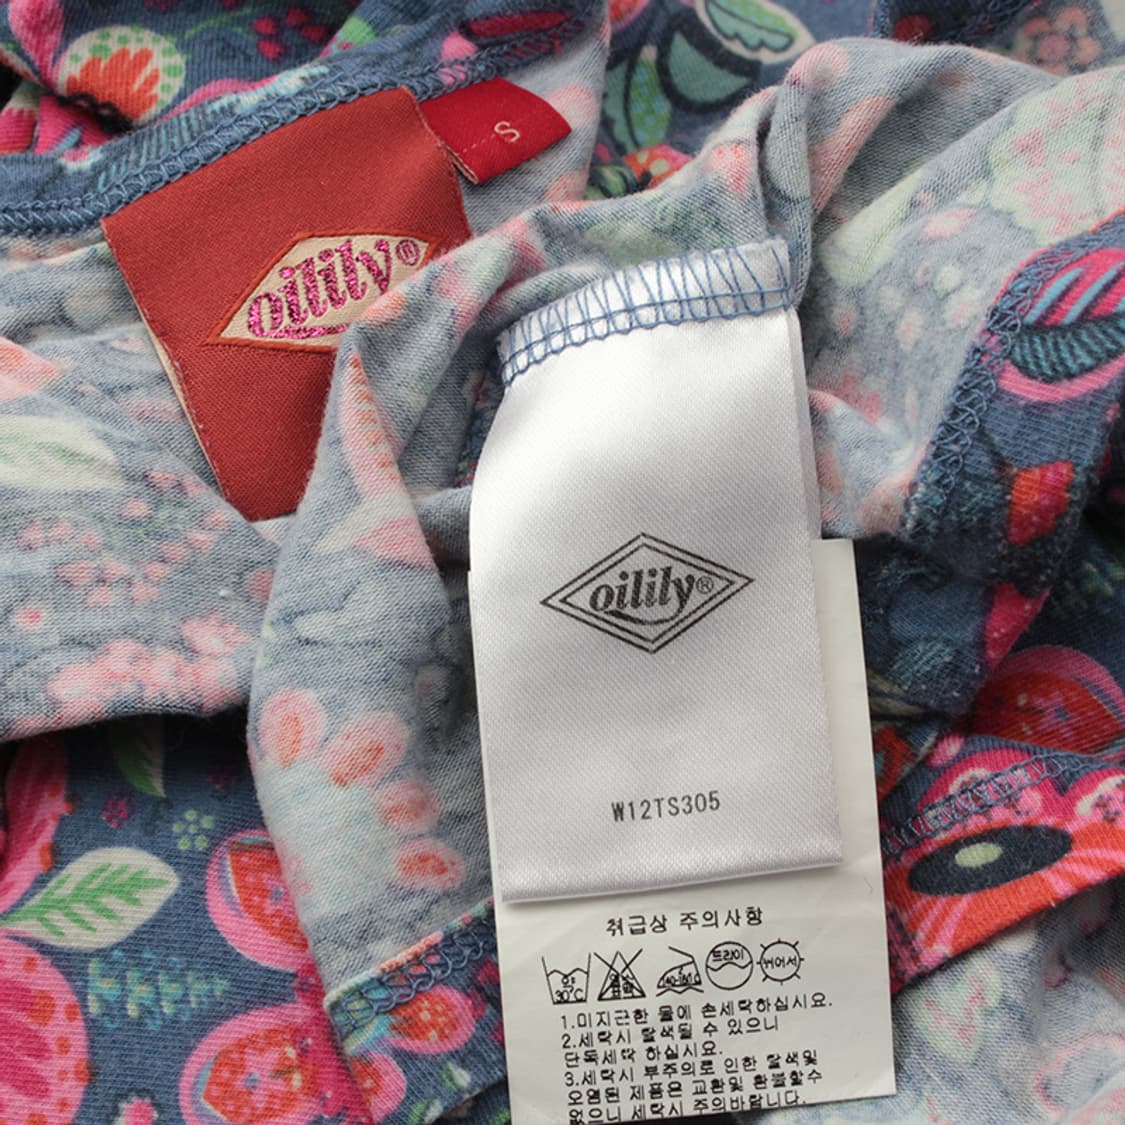 S
oilily®
oilily®
W12TS305
취급상 주의사항
30°C
드라이
뉘어서
1.미지근한 물에 손세탁하십시요.
2.세탁시 탈색될 수 있으니
단독세탁 하십시요.
3.세탁시 부주의로 인한 탈색및
오염된 제품은 교환및 환불할수
없으니 세탁시 주의바랍니다.